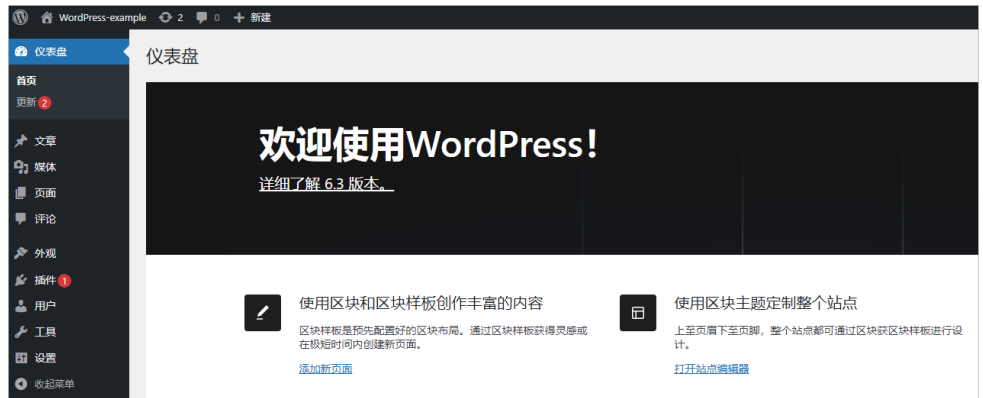 WordPress-example 2 0 新建
仪表盘
首页
更新 2
文章
媒体
页面
评论
外观
插件 1
用户
工具
设置
收起菜单
仪表盘
欢迎使用WordPress！
详细了解 6.3 版本。
使用区块和区块样板创作丰富的内容
区块样板是预先配置好的区块布局。通过区块样板获得灵感或
在极短时间内创建新页面。
添加新页面
使用区块主题定制整个站点
上至页眉下至页脚，整个站点都可通过区块获区块样板进行设
计。
打开站点编辑器